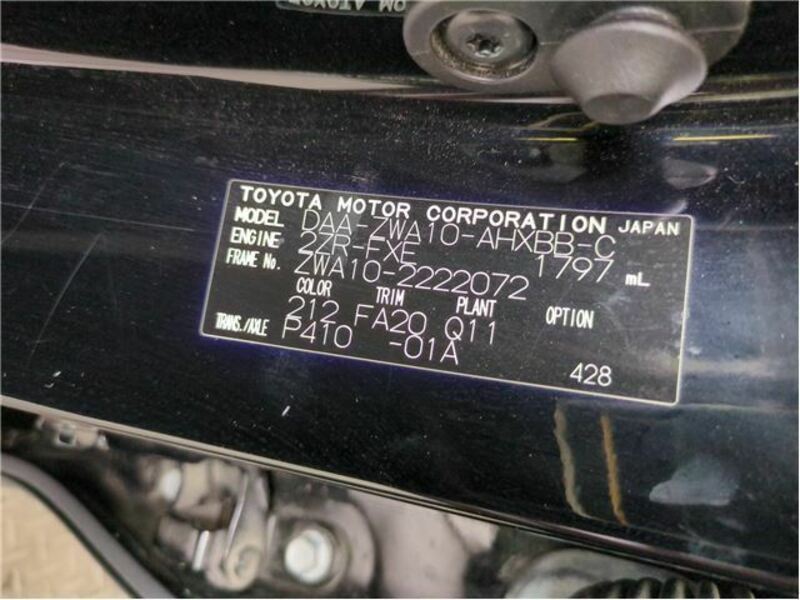 TOYOTA MOTOR CORPORATION JAPAN
MODEL DAA-ZWA10-AHXBB-C
ENGINE 2ZR-FXE 1797 mL
FRAME No. ZWA10-2222072
COLOR TRIM PLANT OPTION
212 FA20 Q11
TRANS./AXLE P410 -01A
428